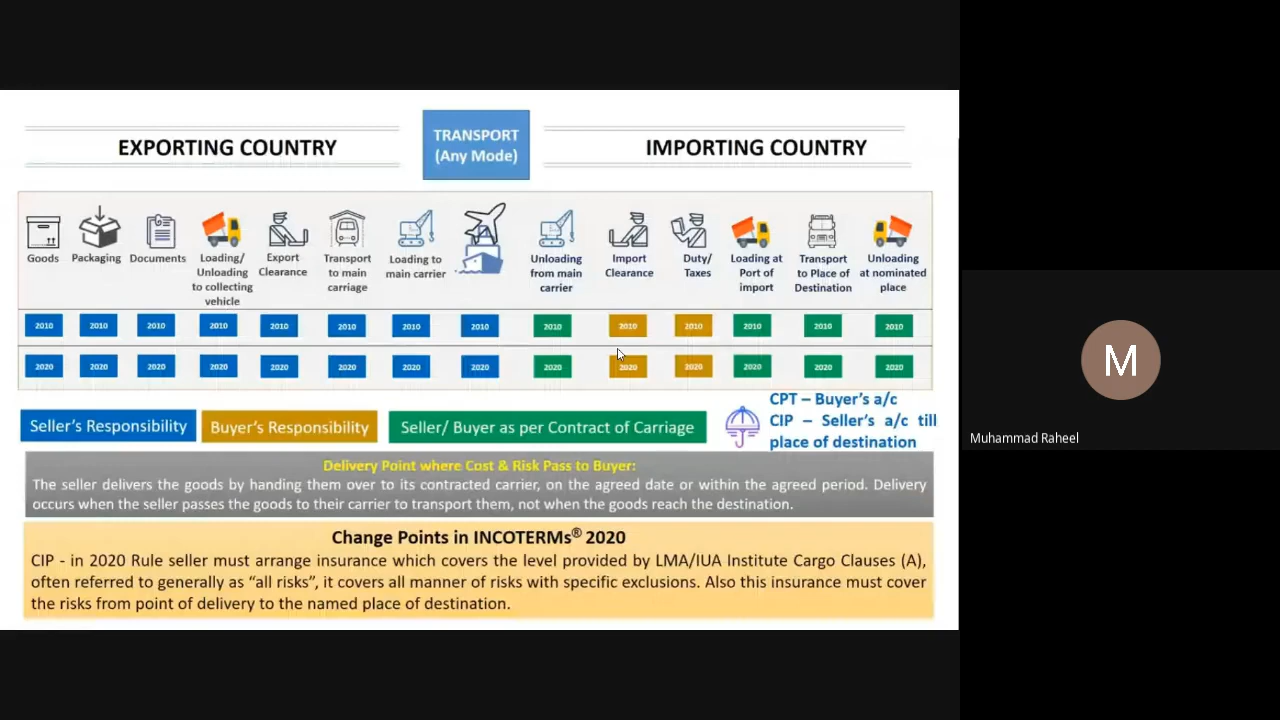 EXPORTING COUNTRY
TRANSPORT
(Any Mode)
IMPORTING COUNTRY
Goods
Packaging
Documents
Loading/
Unloading
to collecting
vehicle
Export
Clearance
Transport
to main
carriage
Loading to
main carrier
Unloading
from main
carrier
Import
Clearance
Duty/
Taxes
Loading at
Port of
import
Transport
to Place of
Destination
Unloading
at nominated
place
2010 2010 2010 2010 2010 2010 2010 2010 2010 2010 2010 2010 2010 2010
2020 2020 2020 2020 2020 2020 2020 2020 2020 2020 2020 2020 2020 2020
Seller's Responsibility
Buyer's Responsibility
Seller/ Buyer as per Contract of Carriage
CPT – Buyer's a/c
CIP – Seller's a/c till
place of destination
Delivery Point where Cost & Risk Pass to Buyer:
The seller delivers the goods by handing them over to its contracted carrier, on the agreed date or within the agreed period. Delivery
occurs when the seller passes the goods to their carrier to transport them, not when the goods reach the destination.
Change Points in INCOTERMs® 2020
CIP - in 2020 Rule seller must arrange insurance which covers the level provided by LMA/IUA Institute Cargo Clauses (A),
often referred to generally as "all risks", it covers all manner of risks with specific exclusions. Also this insurance must cover
the risks from point of delivery to the named place of destination.
M
Muhammad Raheel